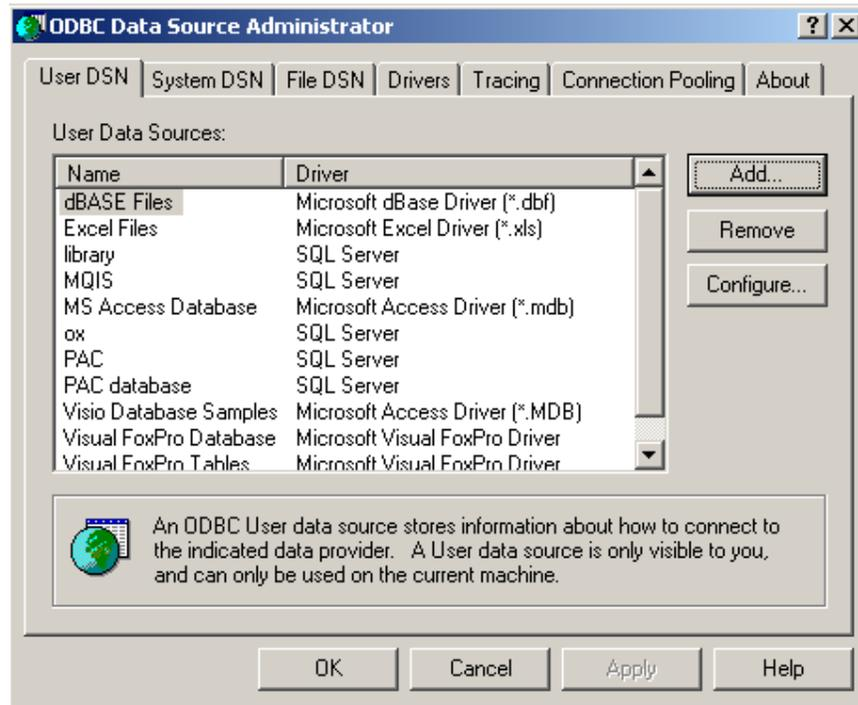 ODBC Data Source Administrator
User DSN System DSN File DSN Drivers Tracing Connection Pooling About
User Data Sources:
Name Driver
dBASE Files Microsoft dBase Driver (*.dbf)
Excel Files Microsoft Excel Driver (*.xls)
library SQL Server
MQIS SQL Server
MS Access Database Microsoft Access Driver (*.mdb)
ox SQL Server
PAC SQL Server
PAC database SQL Server
Visio Database Samples Microsoft Access Driver (*.MDB)
Visual FoxPro Database Microsoft Visual FoxPro Driver
Visual FoxPro Tables Microsoft Visual FoxPro Driver
Add...
Remove
Configure...
An ODBC User data source stores information about how to connect to
the indicated data provider. A User data source is only visible to you,
and can only be used on the current machine.
OK Cancel Apply Help